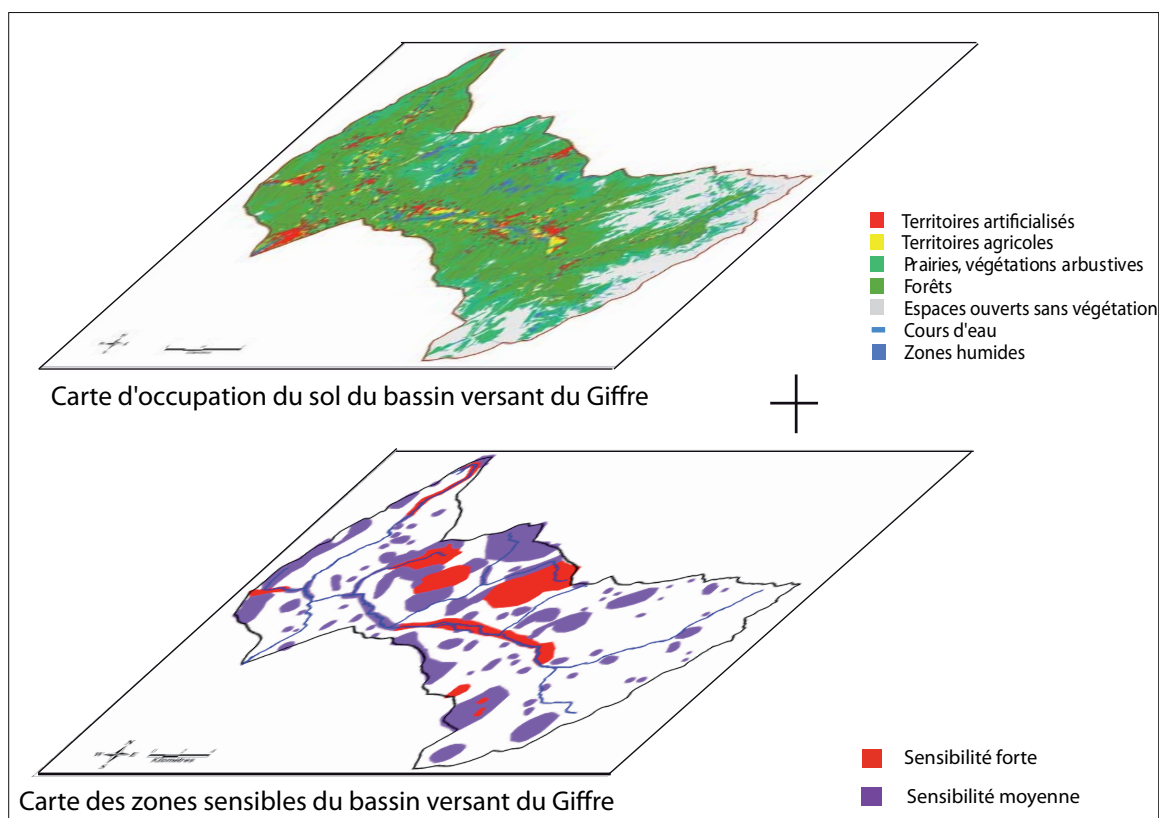 Territoires artificialisés
Territoires agricoles
Prairies, végétations arbustives
Forêts
Espaces ouverts sans végétation
Cours d'eau
Zones humides
Carte d'occupation du sol du bassin versant du Giffre
N
W E
S
Kilomètres
Sensibilité forte
Sensibilité moyenne
Carte des zones sensibles du bassin versant du Giffre